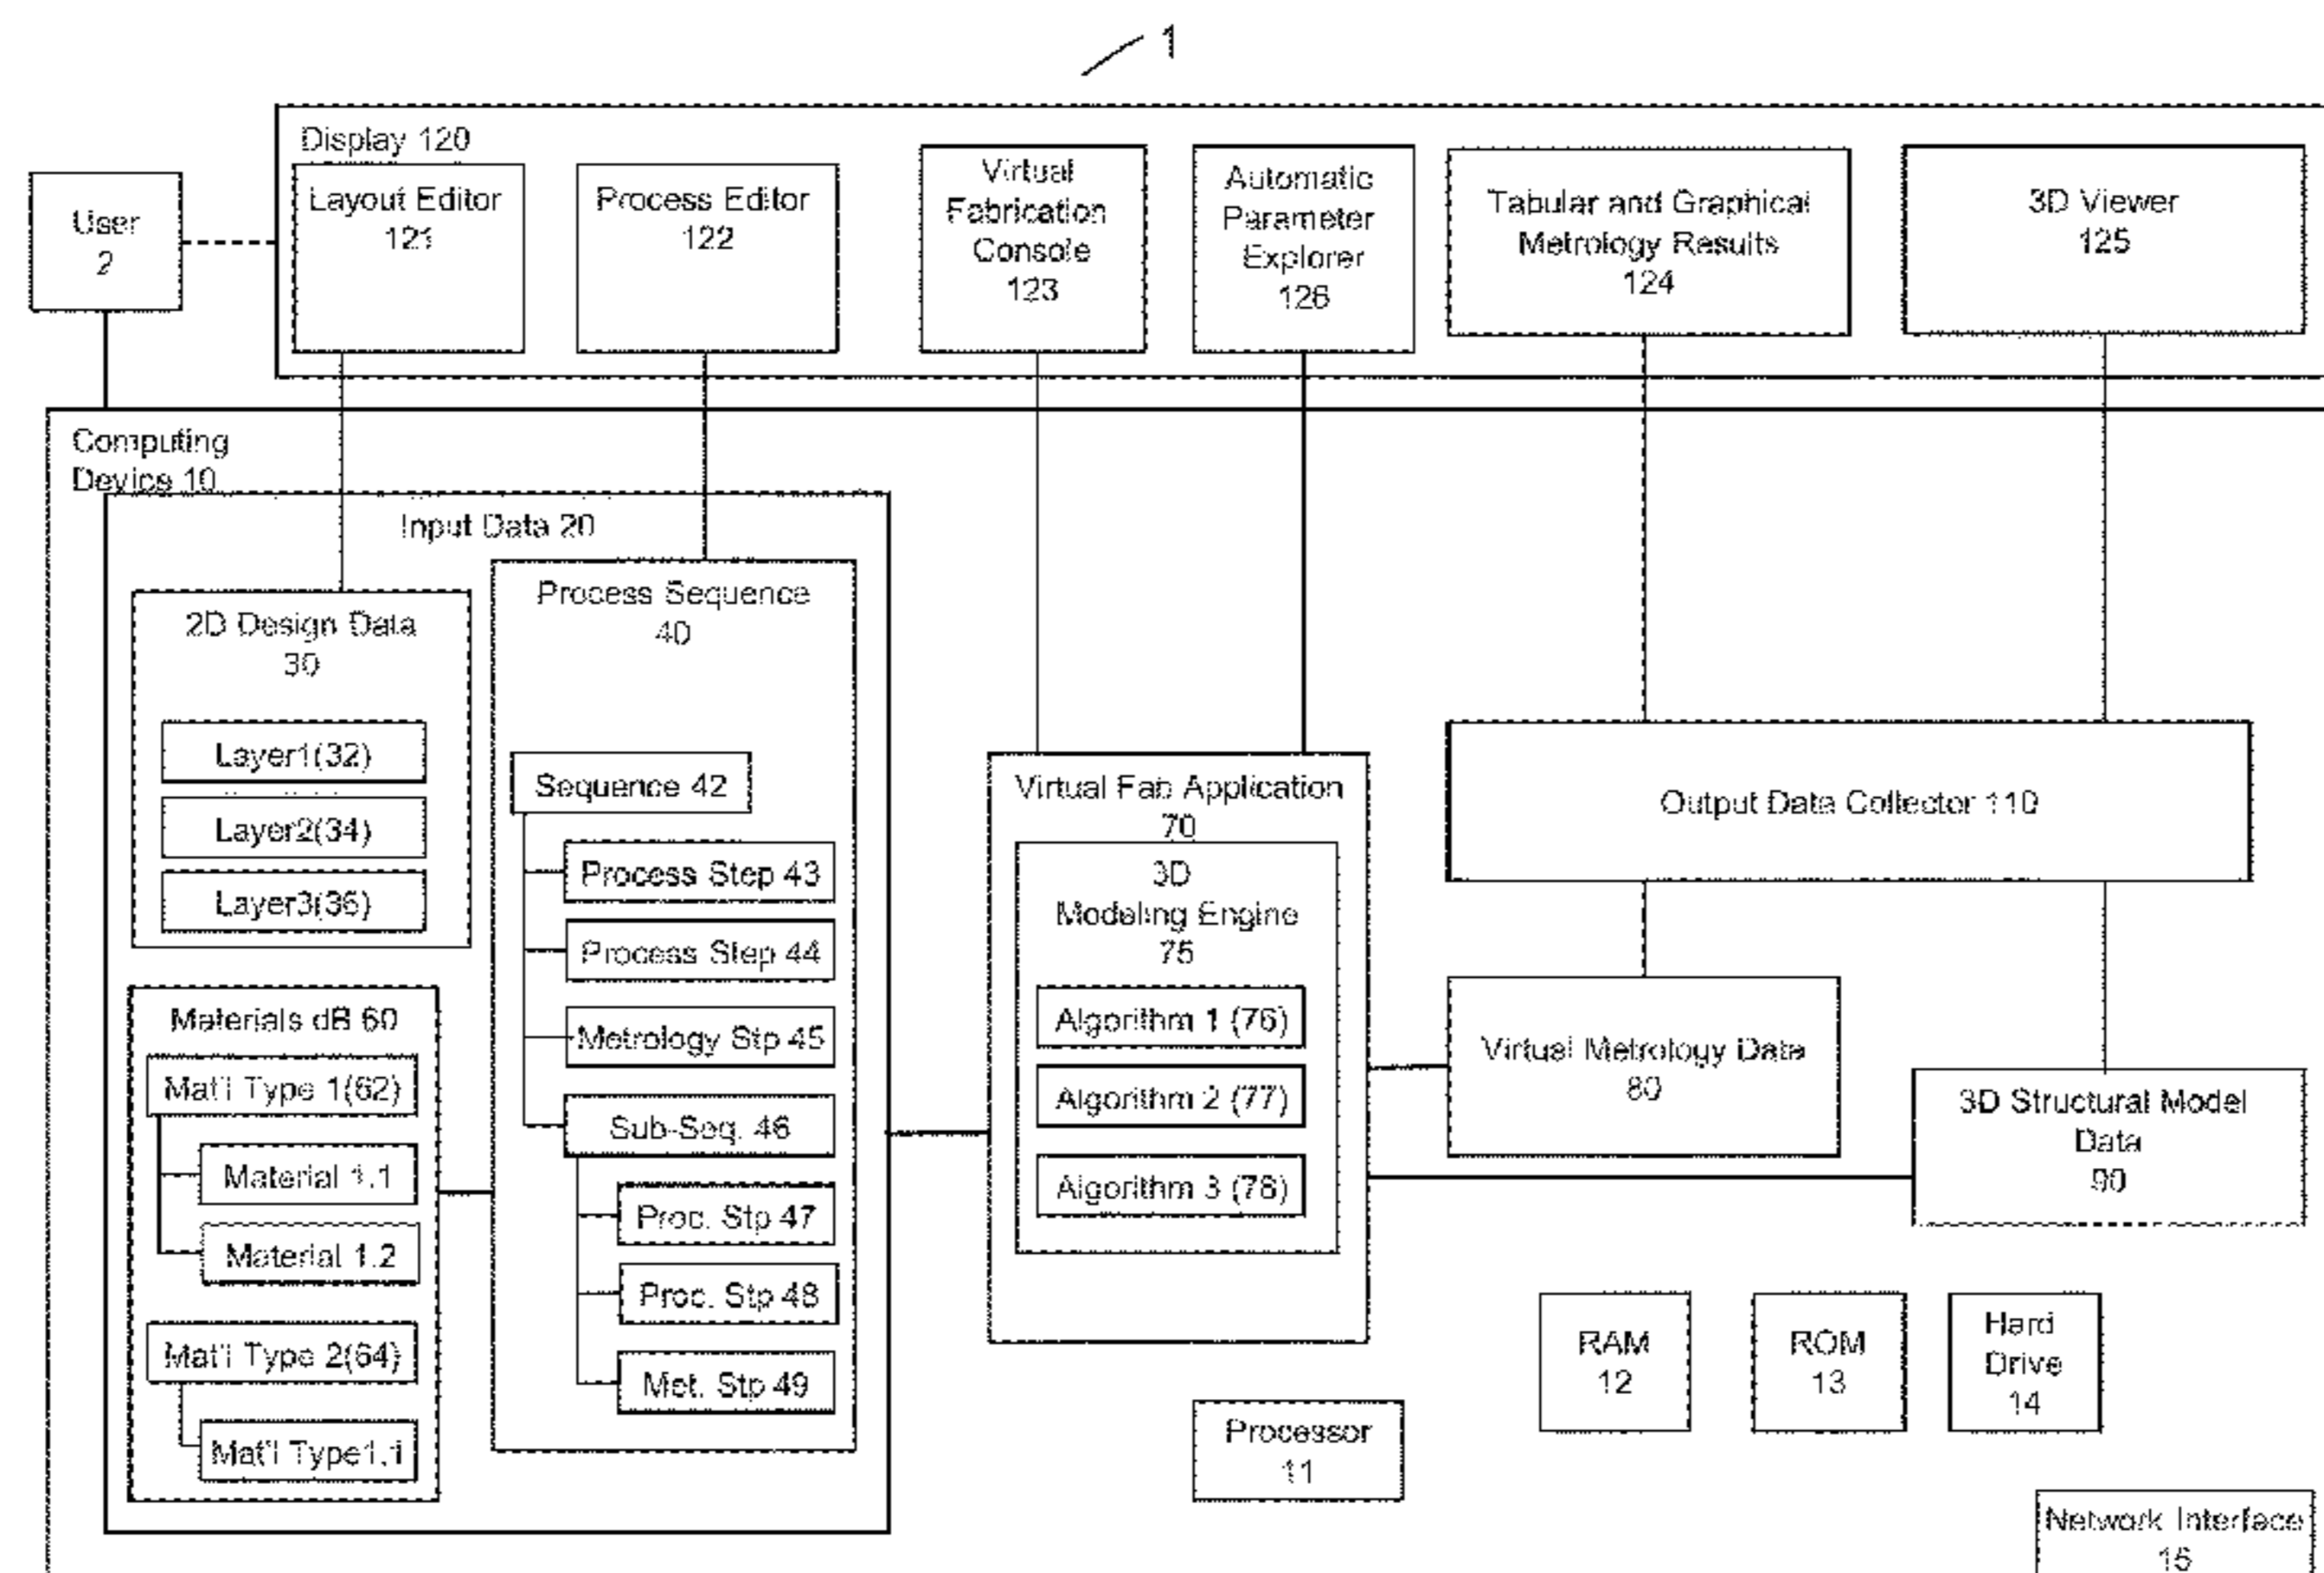 1
Display 120
User
2
Layout Editor
121
Process Editor
122
Virtual
Fabrication
Console
123
Automatic
Parameter
Explorer
126
Tabular and Graphical
Metrology Results
124
3D Viewer
125
Computing
Device 10
Input Data 20
2D Design Data
30
Layer1(32)
Layer2(34)
Layer3(36)
Materials dB 60
Mat'l Type 1(62)
Material 1.1
Material 1.2
Mat'l Type 2(64)
Mat'l Type1.1
Process Sequence
40
Sequence 42
Process Step 43
Process Step 44
Metrology Stp 45
Sub-Seq. 46
Proc. Stp 47
Proc. Stp 48
Met. Stp 49
Virtual Fab Application
70
3D
Modeling Engine
75
Algorithm 1 (76)
Algorithm 2 (77)
Algorithm 3 (78)
Output Data Collector 110
Virtual Metrology Data
80
3D Structural Model
Data
90
Processor
11
RAM
12
ROM
13
Hard
Drive
14
Network Interface
15